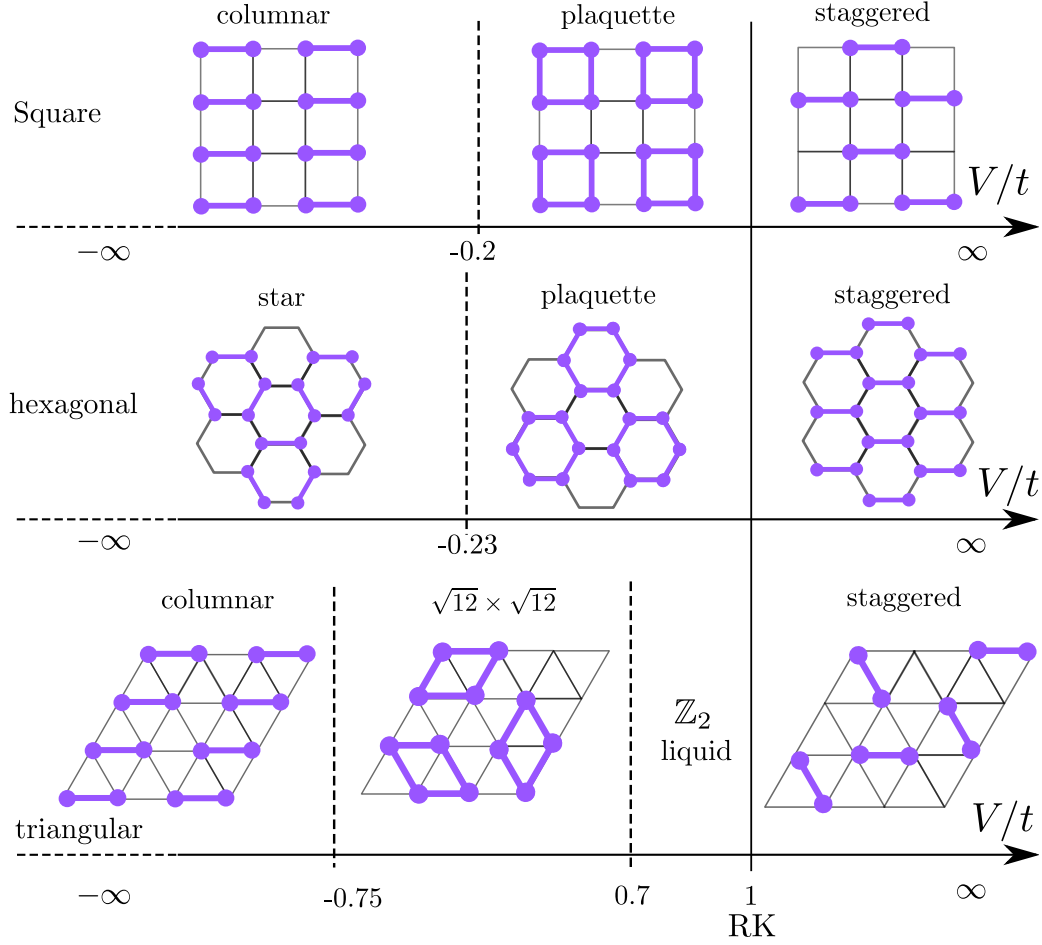 columnar
plaquette
staggered
Square
V/t
−∞
-0.2
∞
star
plaquette
staggered
hexagonal
V/t
−∞
-0.23
∞
columnar
√12 × √12
staggered
ℤ₂
liquid
triangular
V/t
−∞
-0.75
0.7
1
∞
RK